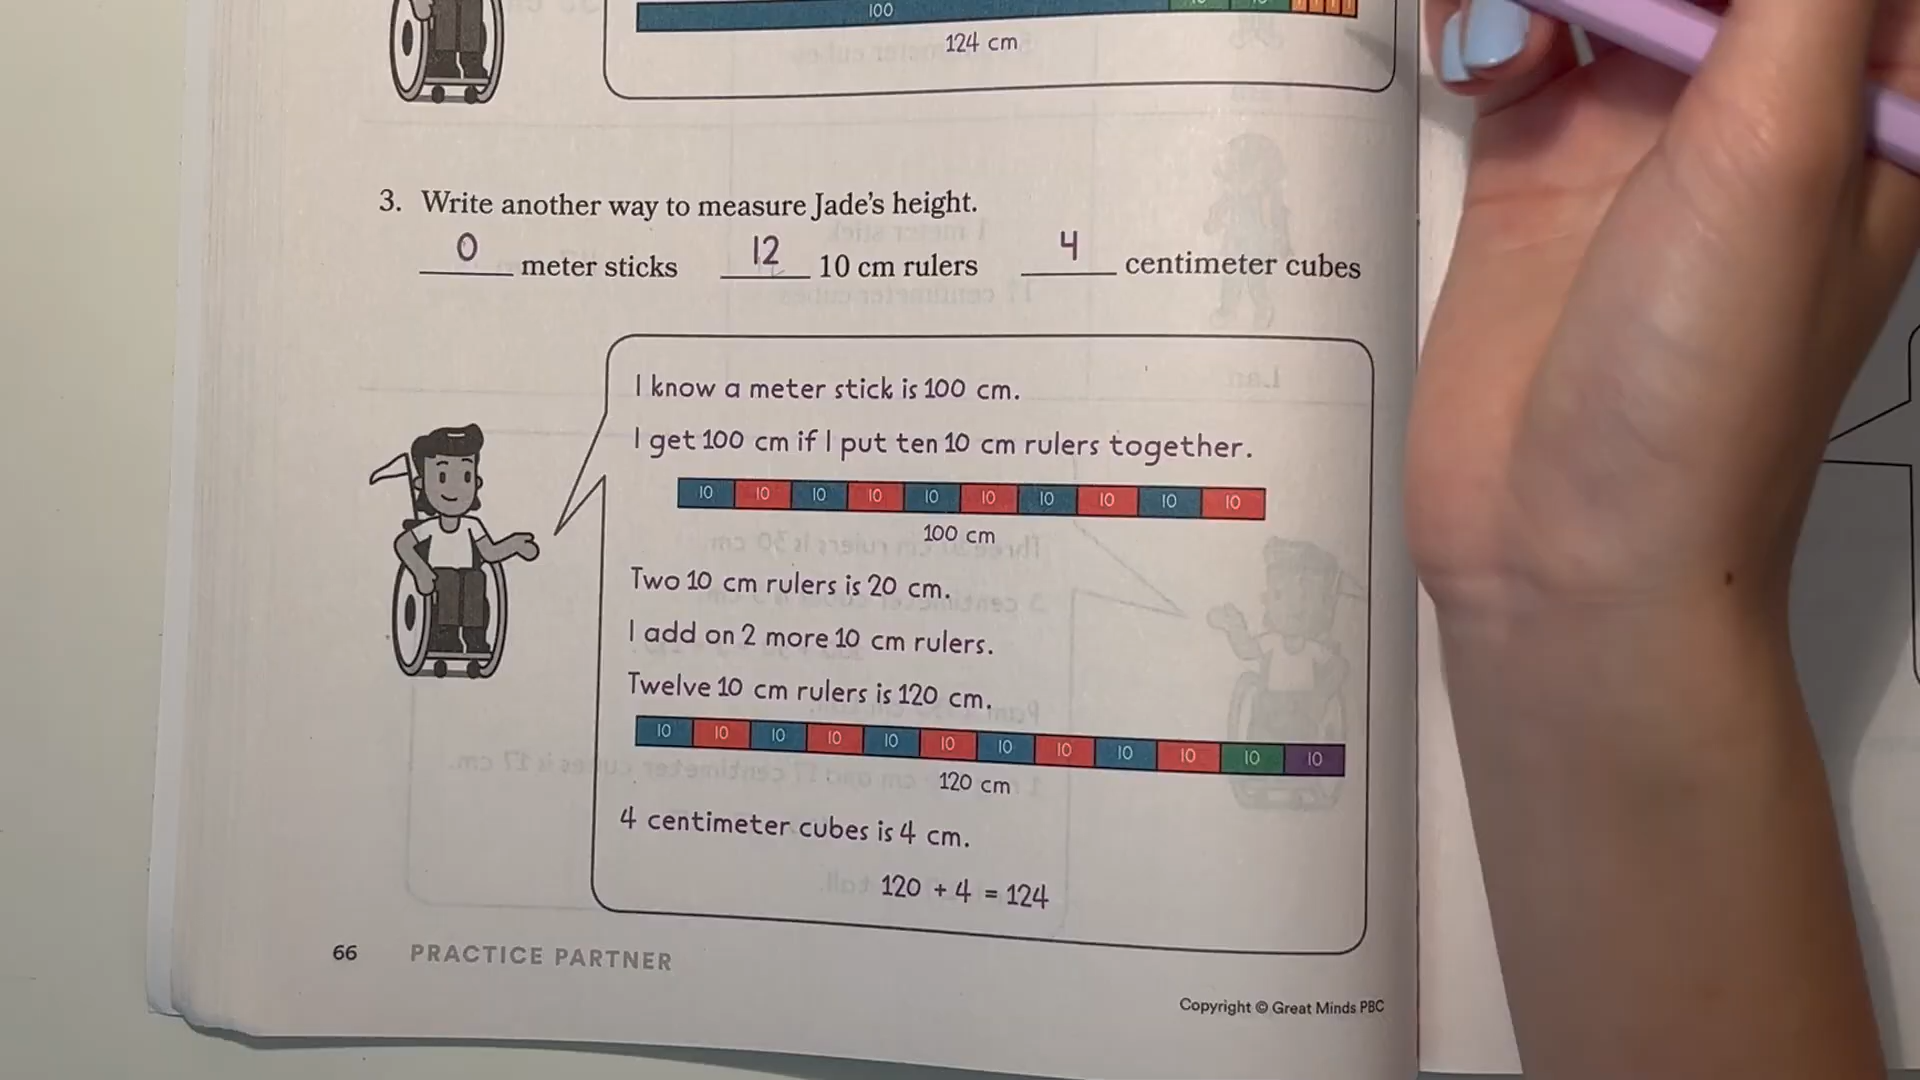 100
124 cm
3. Write another way to measure Jade's height.
0 meter sticks 12 10 cm rulers 4 centimeter cubes
I know a meter stick is 100 cm.
I get 100 cm if I put ten 10 cm rulers together.
10 10 10 10 10 10 10 10 10 10
100 cm
Two 10 cm rulers is 20 cm.
I add on 2 more 10 cm rulers.
Twelve 10 cm rulers is 120 cm.
10 10 10 10 10 10 10 10 10 10 10 10
120 cm
4 centimeter cubes is 4 cm.
120 + 4 = 124
66 PRACTICE PARTNER
Copyright © Great Minds PBC